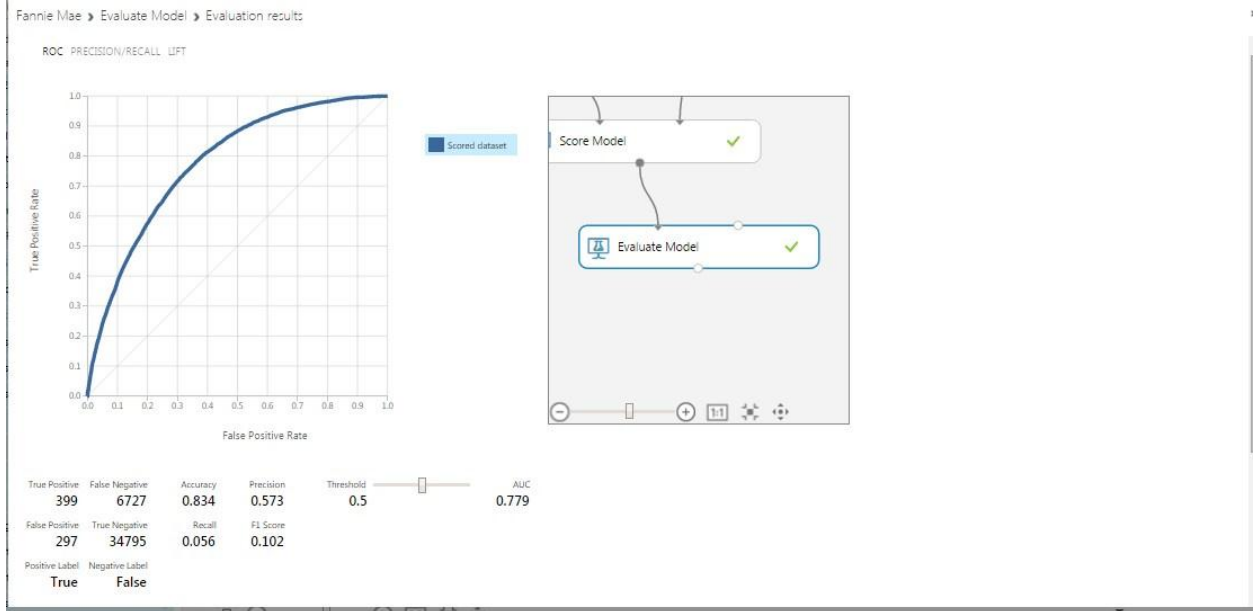 Fannie Mae ❯ Evaluate Model ❯ Evaluation results
ROC PRECISION/RECALL LIFT
1.0
0.9
0.8
0.7
0.6
0.5
0.4
0.3
0.2
0.1
0.0
True Positive Rate
0.0 0.1 0.2 0.3 0.4 0.5 0.6 0.7 0.8 0.9 1.0
False Positive Rate
Scored dataset
Score Model
Evaluate Model
1:1
True Positive False Negative Accuracy Precision Threshold AUC
399 6727 0.834 0.573 0.5 0.779
False Positive True Negative Recall F1 Score
297 34795 0.056 0.102
Positive Label Negative Label
True False